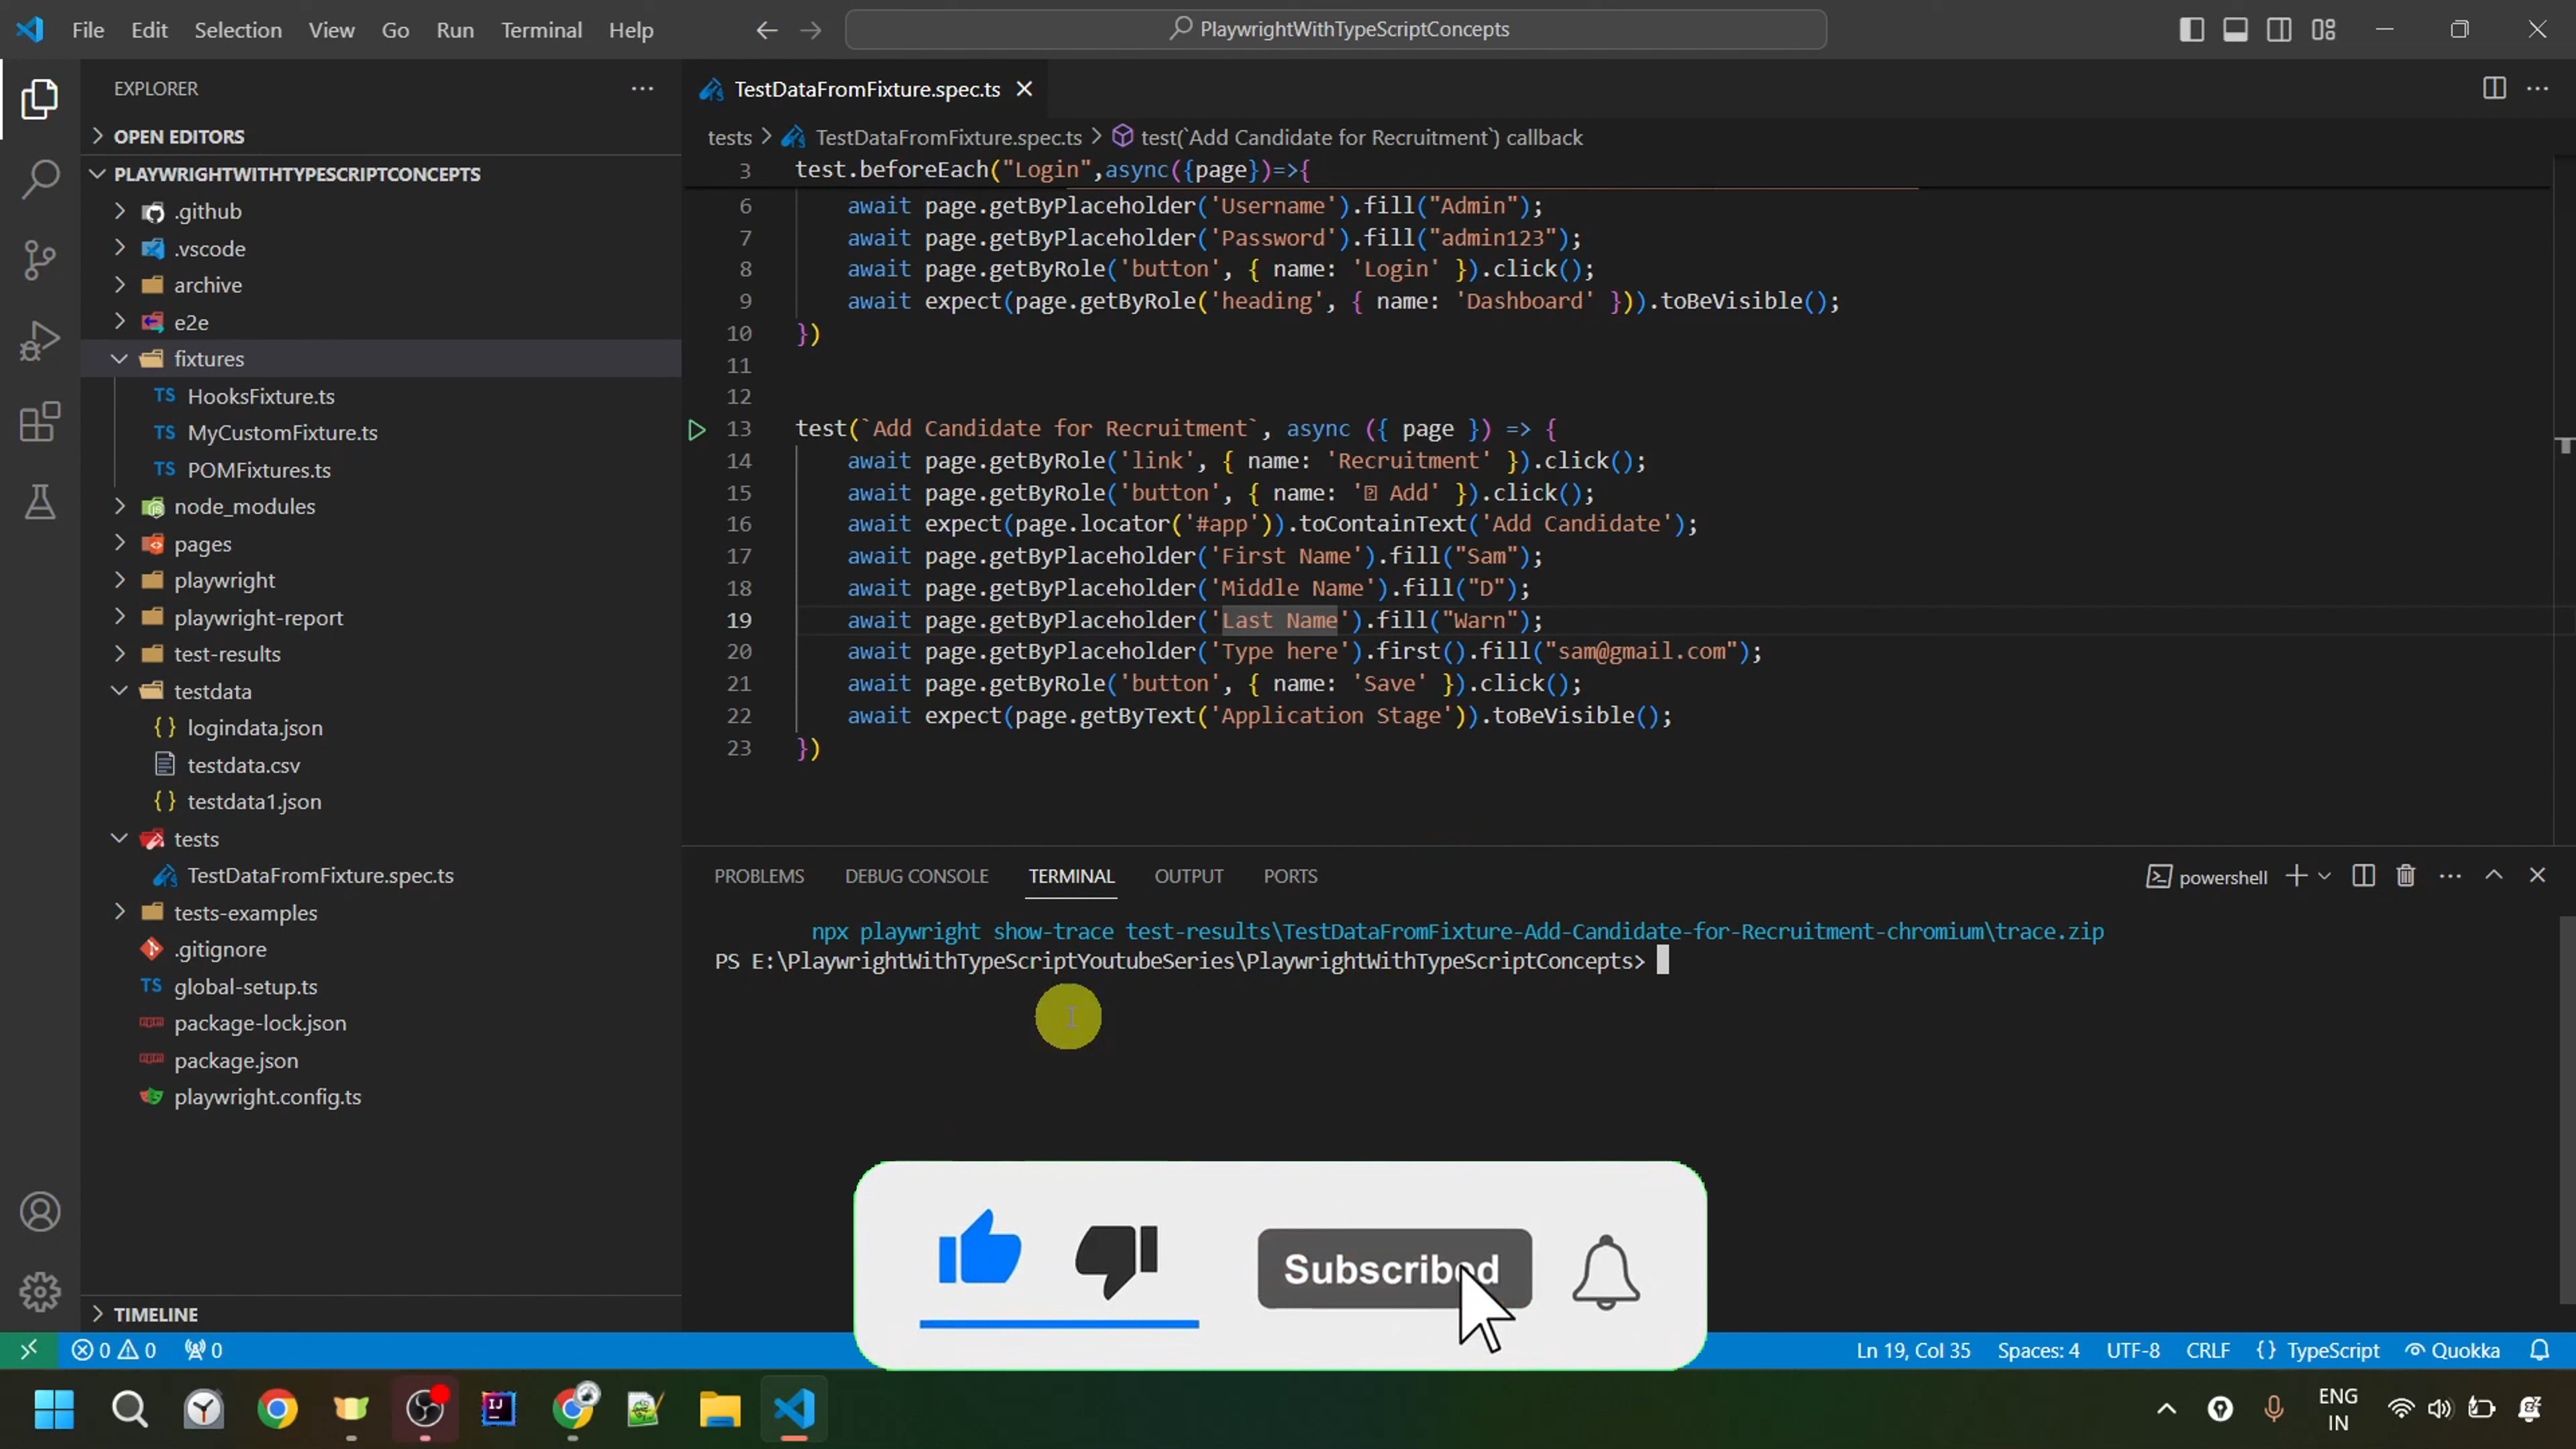 File Edit Selection View Go Run Terminal Help
PlaywrightWithTypeScriptConcepts
EXPLORER
OPEN EDITORS
PLAYWRIGHTWITHTYPESCRIPTCONCEPTS
.github
.vscode
archive
e2e
fixtures
TS HooksFixture.ts
TS MyCustomFixture.ts
TS POMFixtures.ts
node_modules
pages
playwright
playwright-report
test-results
testdata
{} logindata.json
testdata.csv
{} testdata1.json
tests
TestDataFromFixture.spec.ts
tests-examples
.gitignore
TS global-setup.ts
package-lock.json
package.json
playwright.config.ts
TIMELINE
TestDataFromFixture.spec.ts
tests > TestDataFromFixture.spec.ts > test(`Add Candidate for Recruitment`) callback
3 test.beforeEach("Login",async({page})=>{
6 await page.getByPlaceholder('Username').fill("Admin");
7 await page.getByPlaceholder('Password').fill("admin123");
8 await page.getByRole('button', { name: 'Login' }).click();
9 await expect(page.getByRole('heading', { name: 'Dashboard' })).toBeVisible();
10 })
11
12
13 test(`Add Candidate for Recruitment`, async ({ page }) => {
14 await page.getByRole('link', { name: 'Recruitment' }).click();
15 await page.getByRole('button', { name: ' Add' }).click();
16 await expect(page.locator('#app')).toContainText('Add Candidate');
17 await page.getByPlaceholder('First Name').fill("Sam");
18 await page.getByPlaceholder('Middle Name').fill("D");
19 await page.getByPlaceholder('Last Name').fill("Warn");
20 await page.getByPlaceholder('Type here').first().fill("sam@gmail.com");
21 await page.getByRole('button', { name: 'Save' }).click();
22 await expect(page.getByText('Application Stage')).toBeVisible();
23 })
PROBLEMS DEBUG CONSOLE TERMINAL OUTPUT PORTS
powershell
npx playwright show-trace test-results\TestDataFromFixture-Add-Candidate-for-Recruitment-chromium\trace.zip
PS E:\PlaywrightWithTypeScriptYoutubeSeries\PlaywrightWithTypeScriptConcepts>
Subscribed
0 0 0
Ln 19, Col 35 Spaces: 4 UTF-8 CRLF {} TypeScript Quokka
ENG
IN